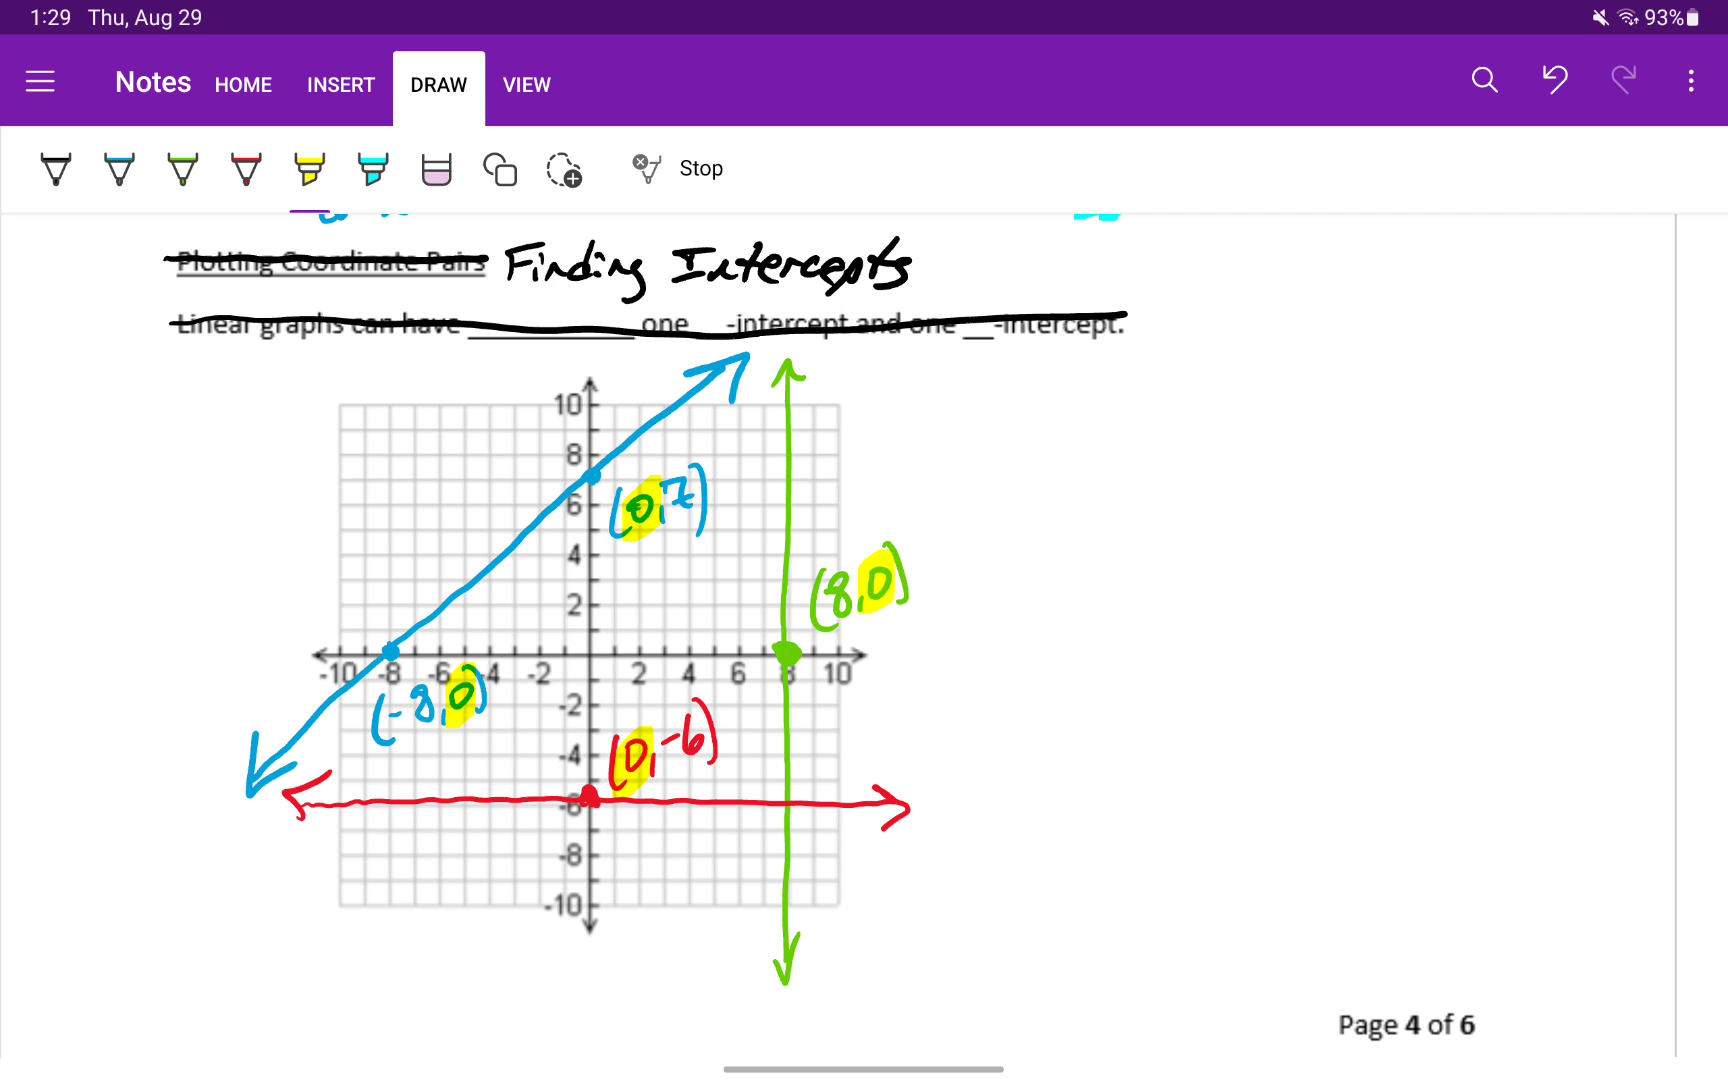 1:29 Thu, Aug 29 93%
Notes HOME INSERT DRAW VIEW
Stop
Plotting Coordinate Pairs Finding Intercepts
Linear graphs can have ____________ one __-intercept and one __-intercept.
10
8
(0,7)
6
4
(8,0)
2
-10 -8 -6 -4 -2 2 4 6 8 10
(-8,0)
-2
(0,-6)
-4
-6
-8
-10
Page 4 of 6